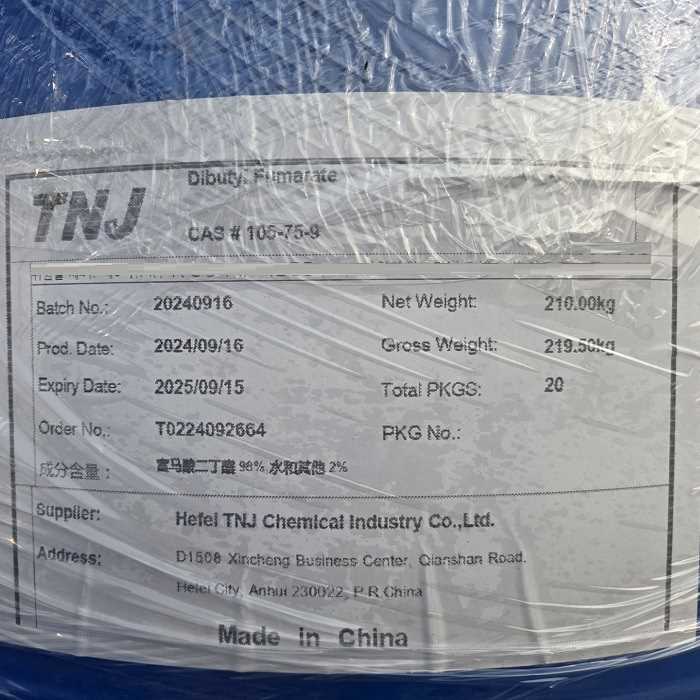 TNJ
Dibutyl Fumarate
CAS # 105-75-9
Batch No.: 20240916 Net Weight: 210.00kg
Prod. Date: 2024/09/16 Gross Weight: 219.50kg
Expiry Date: 2025/09/15 Total PKGS: 20
Order No.: T0224092664 PKG No.:
成分含量： 富马酸二丁酯 98% 水和其他 2%
Supplier: Hefei TNJ Chemical Industry Co.,Ltd.
Address: D1508 Xincheng Business Center, Qianshan Road.
Hefei City, Anhui 230022, P R China
Made in China